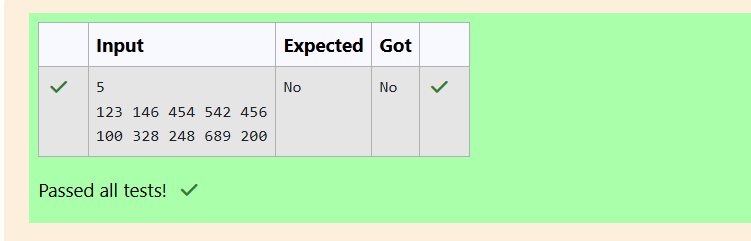 Input Expected Got
5 No No
123 146 454 542 456
100 328 248 689 200
Passed all tests!